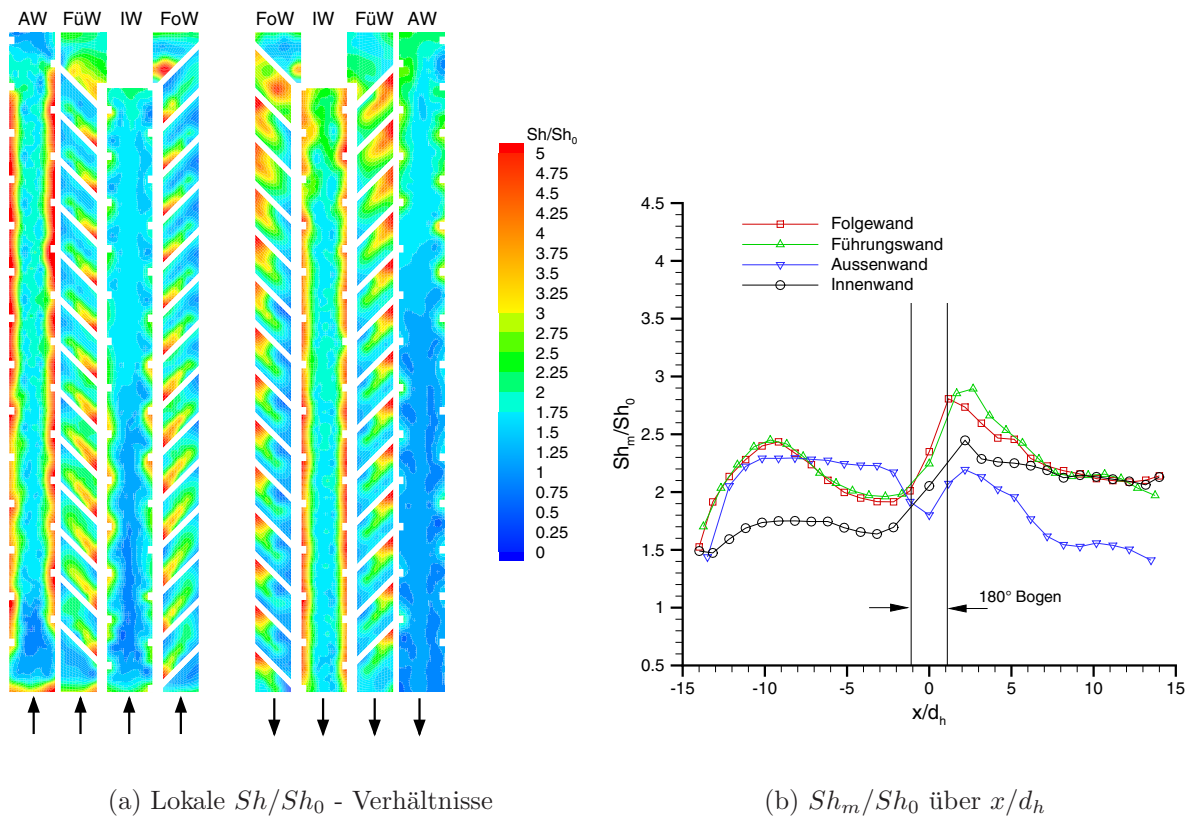 AW FüW IW FoW
FoW IW FüW AW
Sh/Sh0
5
4.75
4.5
4.25
4
3.75
3.5
3.25
3
2.75
2.5
2.25
2
1.75
1.5
1.25
1
0.75
0.5
0.25
0
(a) Lokale Sh/Sh0 - Verhältnisse
Shm/Sh0
4.5
4
3.5
3
2.5
2
1.5
1
0.5
Folgewand
Führungswand
Aussenwand
Innenwand
180° Bogen
-15 -10 -5 0 5 10 15
x/dh
(b) Shm/Sh0 über x/dh